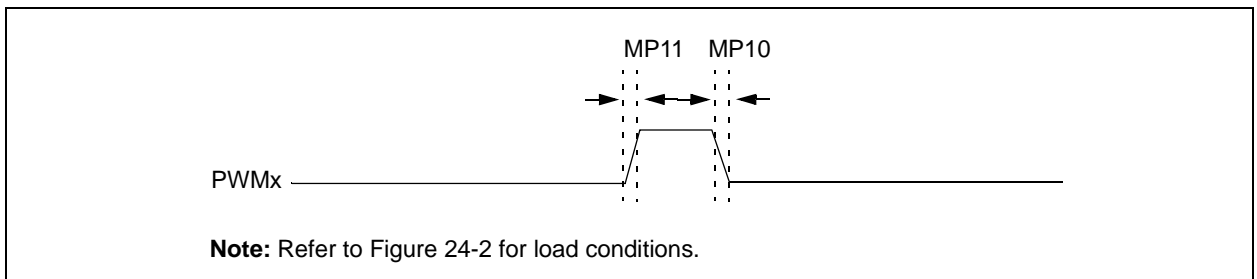 MP11 MP10
PWMx
Note: Refer to Figure 24-2 for load conditions.